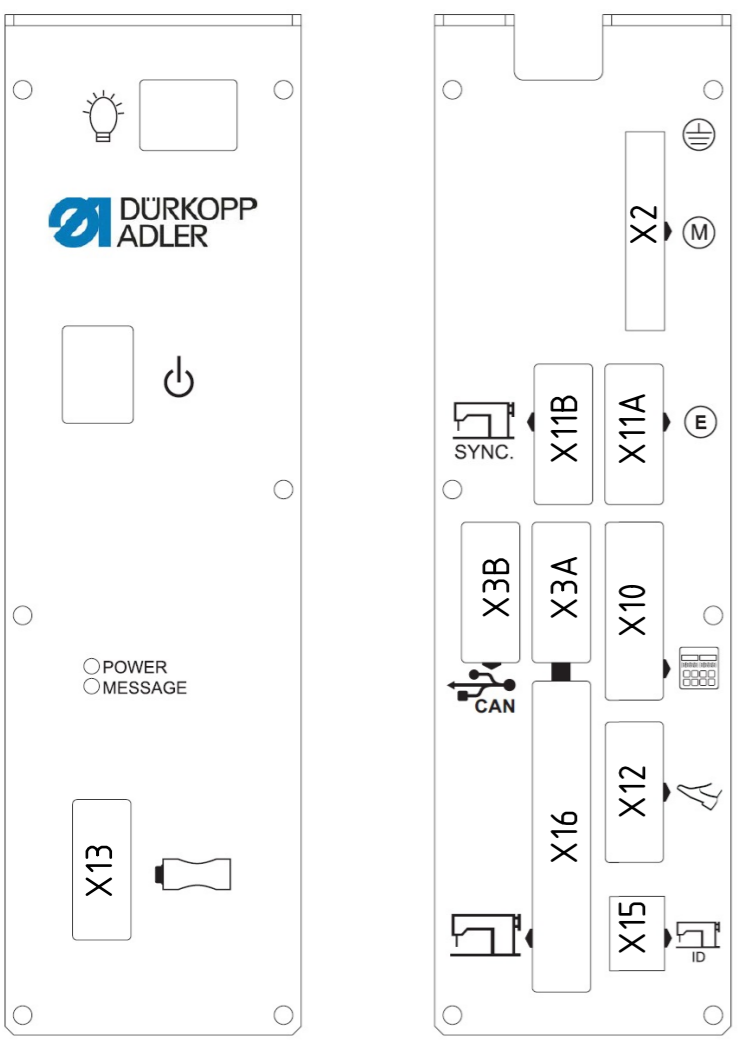 DÜRKOPP
ADLER
POWER
MESSAGE
X13
X2
M
X11B
X11A
E
SYNC.
X3B
X3A
X10
CAN
X16
X12
X15
ID